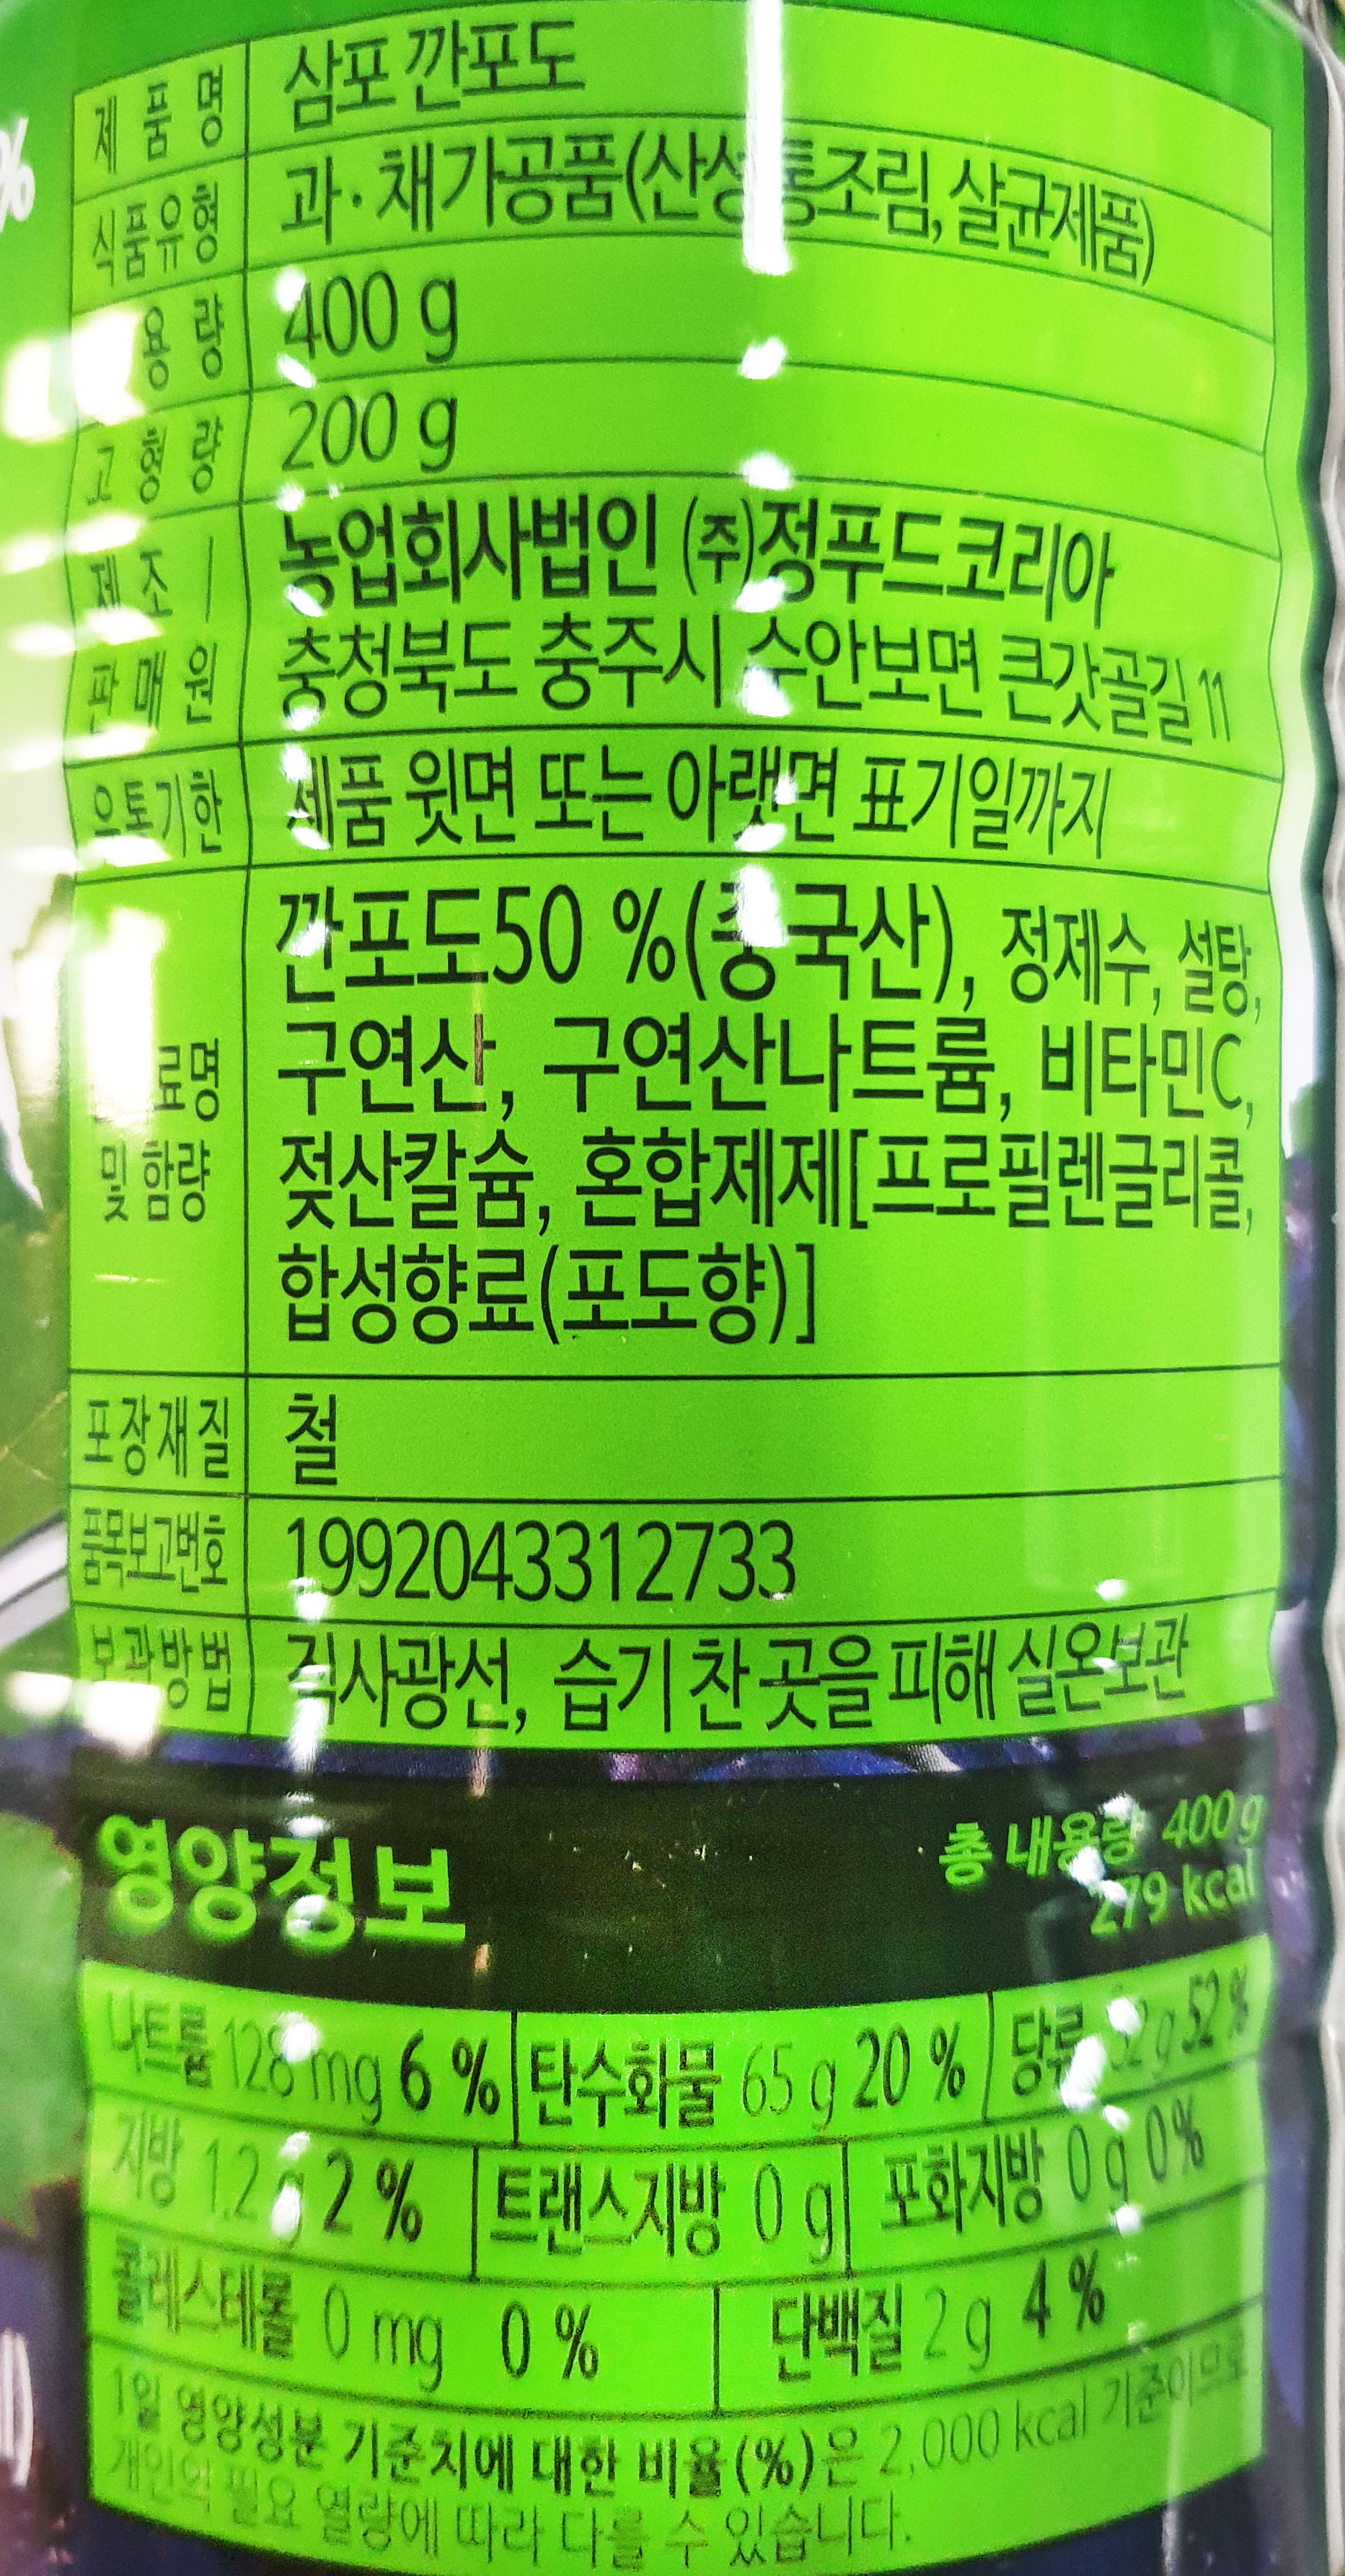 %
제품명 삼포 깐포도
식품유형 과·채가공품(산성통조림, 살균제품)
용량 400 g
고형량 200 g
제조/ 농업회사법인 (주)정푸드코리아
판매원 충청북도 충주시 수안보면 큰갓골길 11
유통기한 제품 윗면 또는 아랫면 표기일까지
깐포도50 %(중국산), 정제수, 설탕,
료명 구연산, 구연산나트륨, 비타민C,
및 함량 젖산칼슘, 혼합제제[프로필렌글리콜,
합성향료(포도향)]
포장재질 철
품목보고번호 1992043312733
보관방법 직사광선, 습기 찬 곳을 피해 실온보관
영양정보 총 내용량 400 g
279 kcal
나트륨 128 mg 6 % 탄수화물 65 g 20 % 당류 52 g 52 %
지방 1.2 g 2 % 트랜스지방 0 g 포화지방 0 g 0 %
콜레스테롤 0 mg 0 % 단백질 2 g 4 %
1일 영양성분 기준치에 대한 비율(%)은 2,000 kcal 기준이므로
개인의 필요 열량에 따라 다를 수 있습니다.